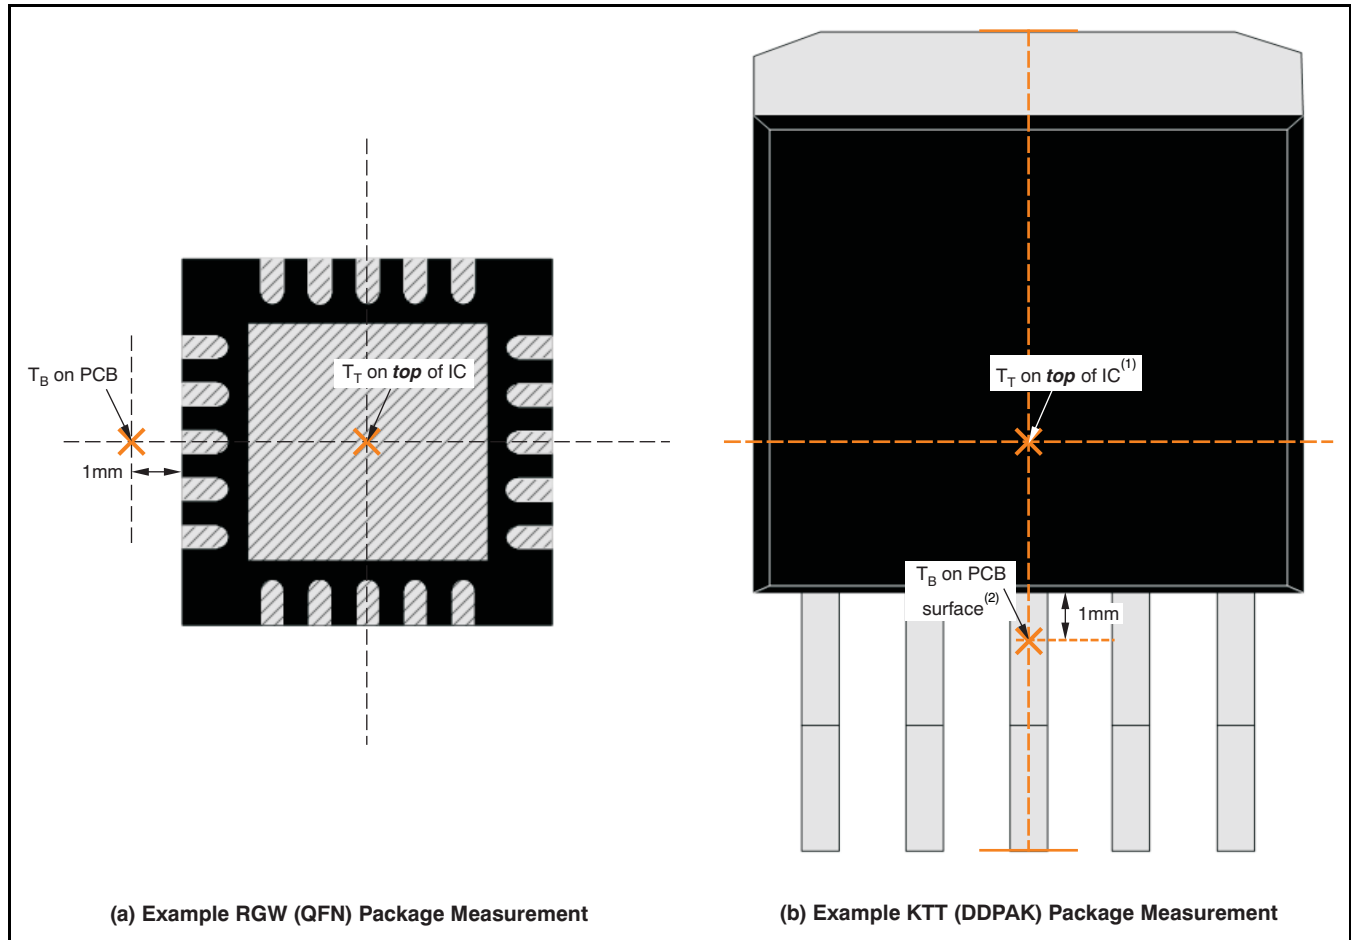 T_B on PCB
T_T on top of IC
1mm
(a) Example RGW (QFN) Package Measurement
T_T on top of IC(1)
T_B on PCB
surface(2)
1mm
(b) Example KTT (DDPAK) Package Measurement